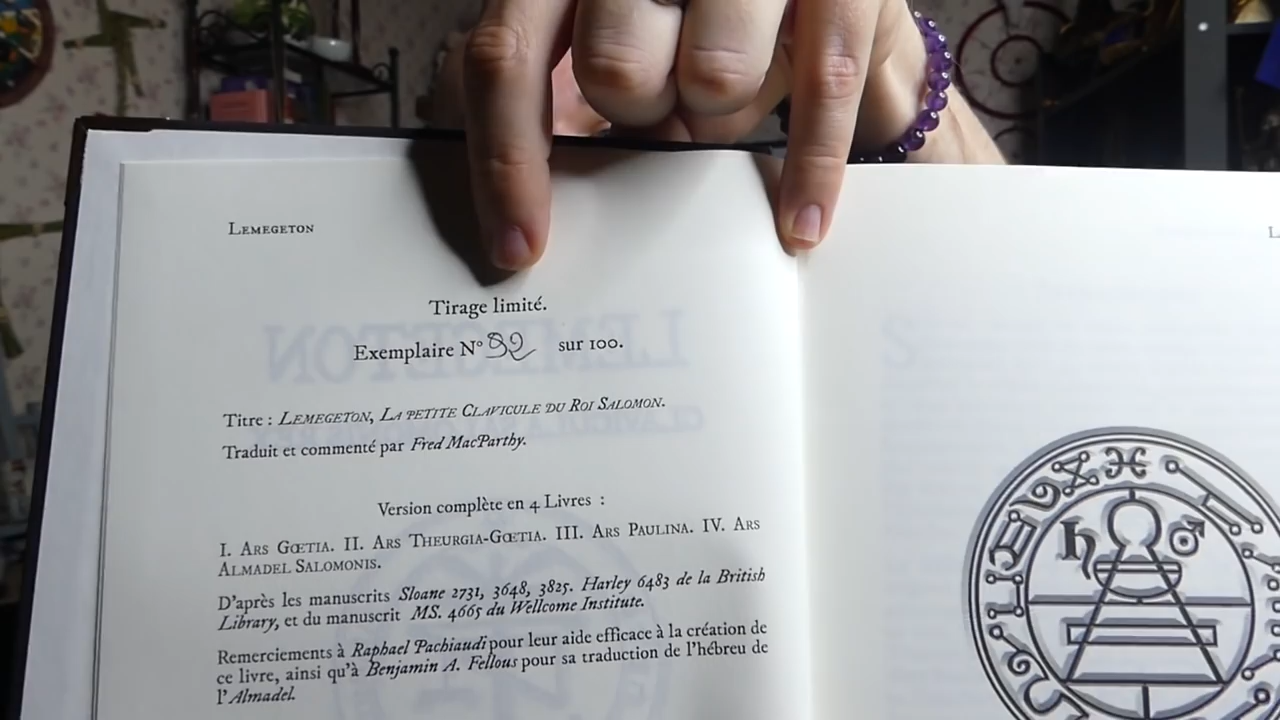 LEMEGETON
Tirage limité.
Exemplaire N° 92 sur 100.
Titre : LEMEGETON, LA PETITE CLAVICULE DU ROI SALOMON.
Traduit et commenté par Fred MacParthy.
Version complète en 4 Livres :
I. ARS GŒTIA. II. ARS THEURGIA-GŒTIA. III. ARS PAULINA. IV. ARS
ALMADEL SALOMONIS.
D'après les manuscrits Sloane 2731, 3648, 3825. Harley 6483 de la British
Library, et du manuscrit MS. 4665 du Wellcome Institute.
Remerciements à Raphael Pachiaudi pour leur aide efficace à la création de
ce livre, ainsi qu'à Benjamin A. Fellous pour sa traduction de l'hébreu de
l'Almadel.